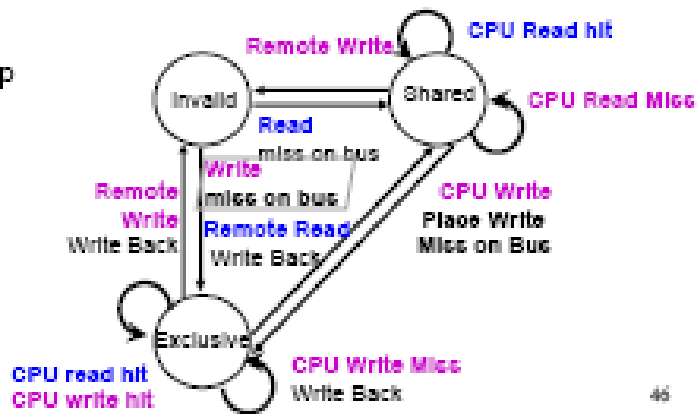 p
CPU Read hit
Remote Write
Invalid
Shared
CPU Read Miss
Read
miss on bus
Write
miss on bus
Remote
Write
Write Back
Remote Read
Write Back
CPU Write
Place Write
Miss on Bus
Exclusive
CPU read hit
CPU write hit
CPU Write Miss
Write Back
46